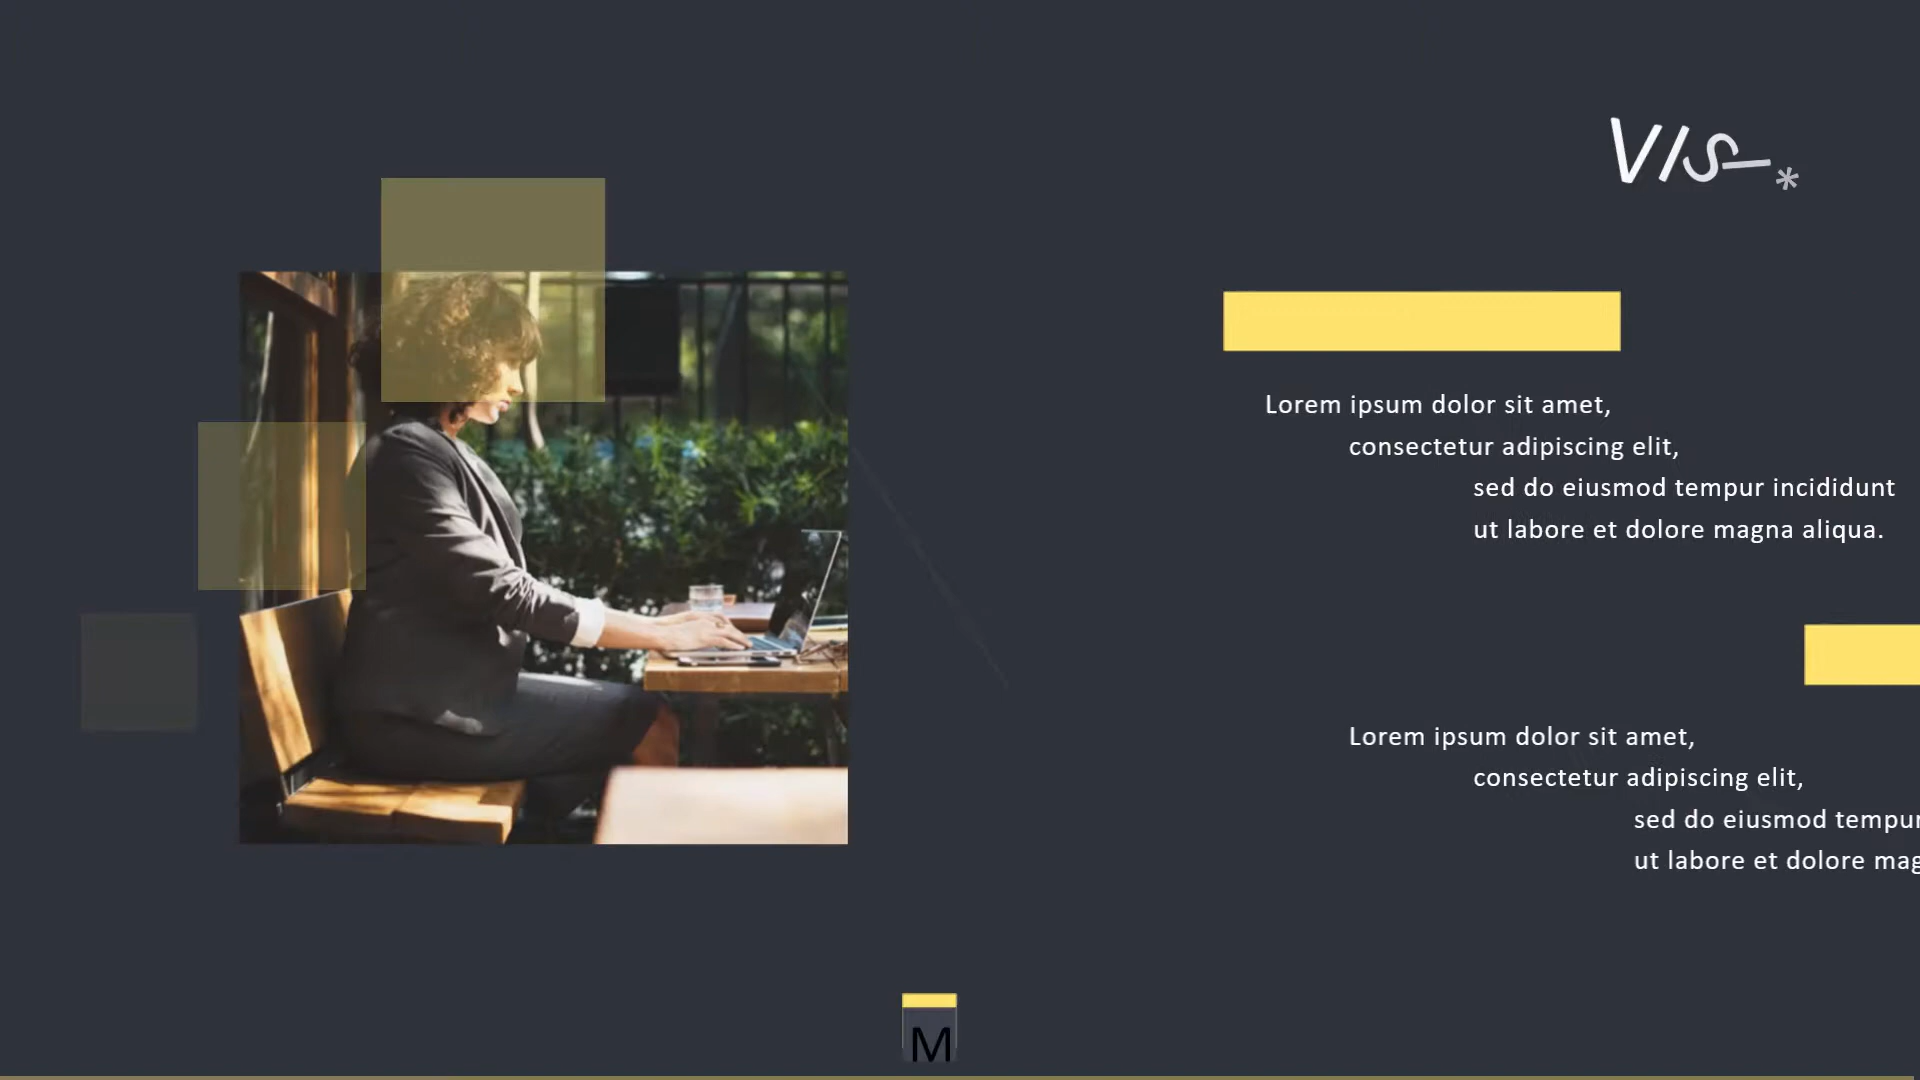 VIS
*
Lorem ipsum dolor sit amet,
consectetur adipiscing elit,
sed do eiusmod tempur incididunt
ut labore et dolore magna aliqua.
Lorem ipsum dolor sit amet,
consectetur adipiscing elit,
sed do eiusmod tempur
ut labore et dolore mag
M